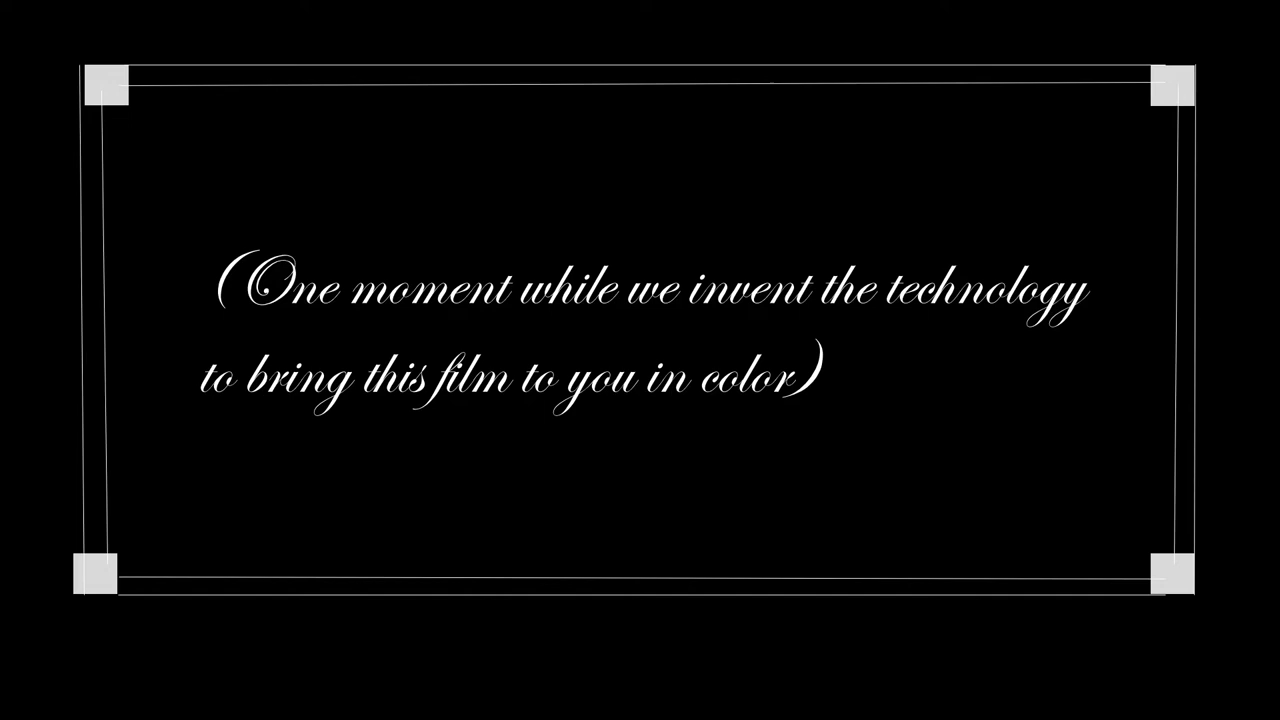 (One moment while we invent the technology
to bring this film to you in color)